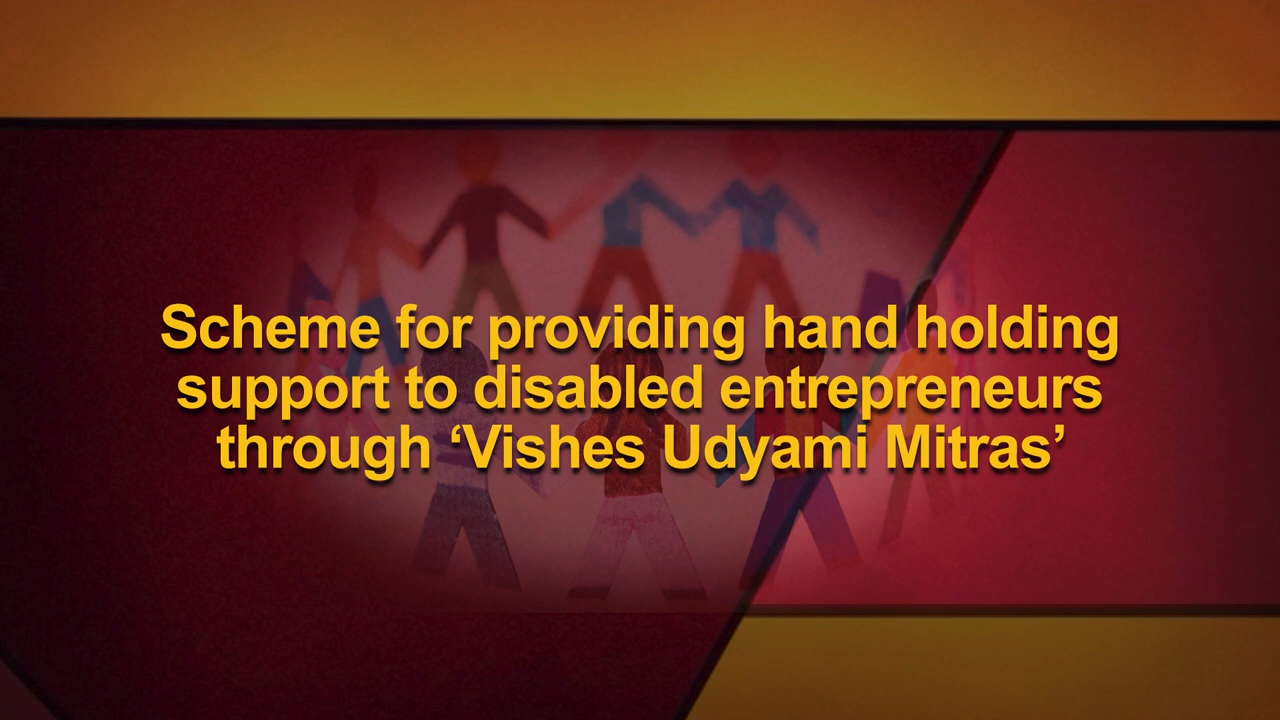 Scheme for providing hand holding
support to disabled entrepreneurs
through ‘Vishes Udyami Mitras’